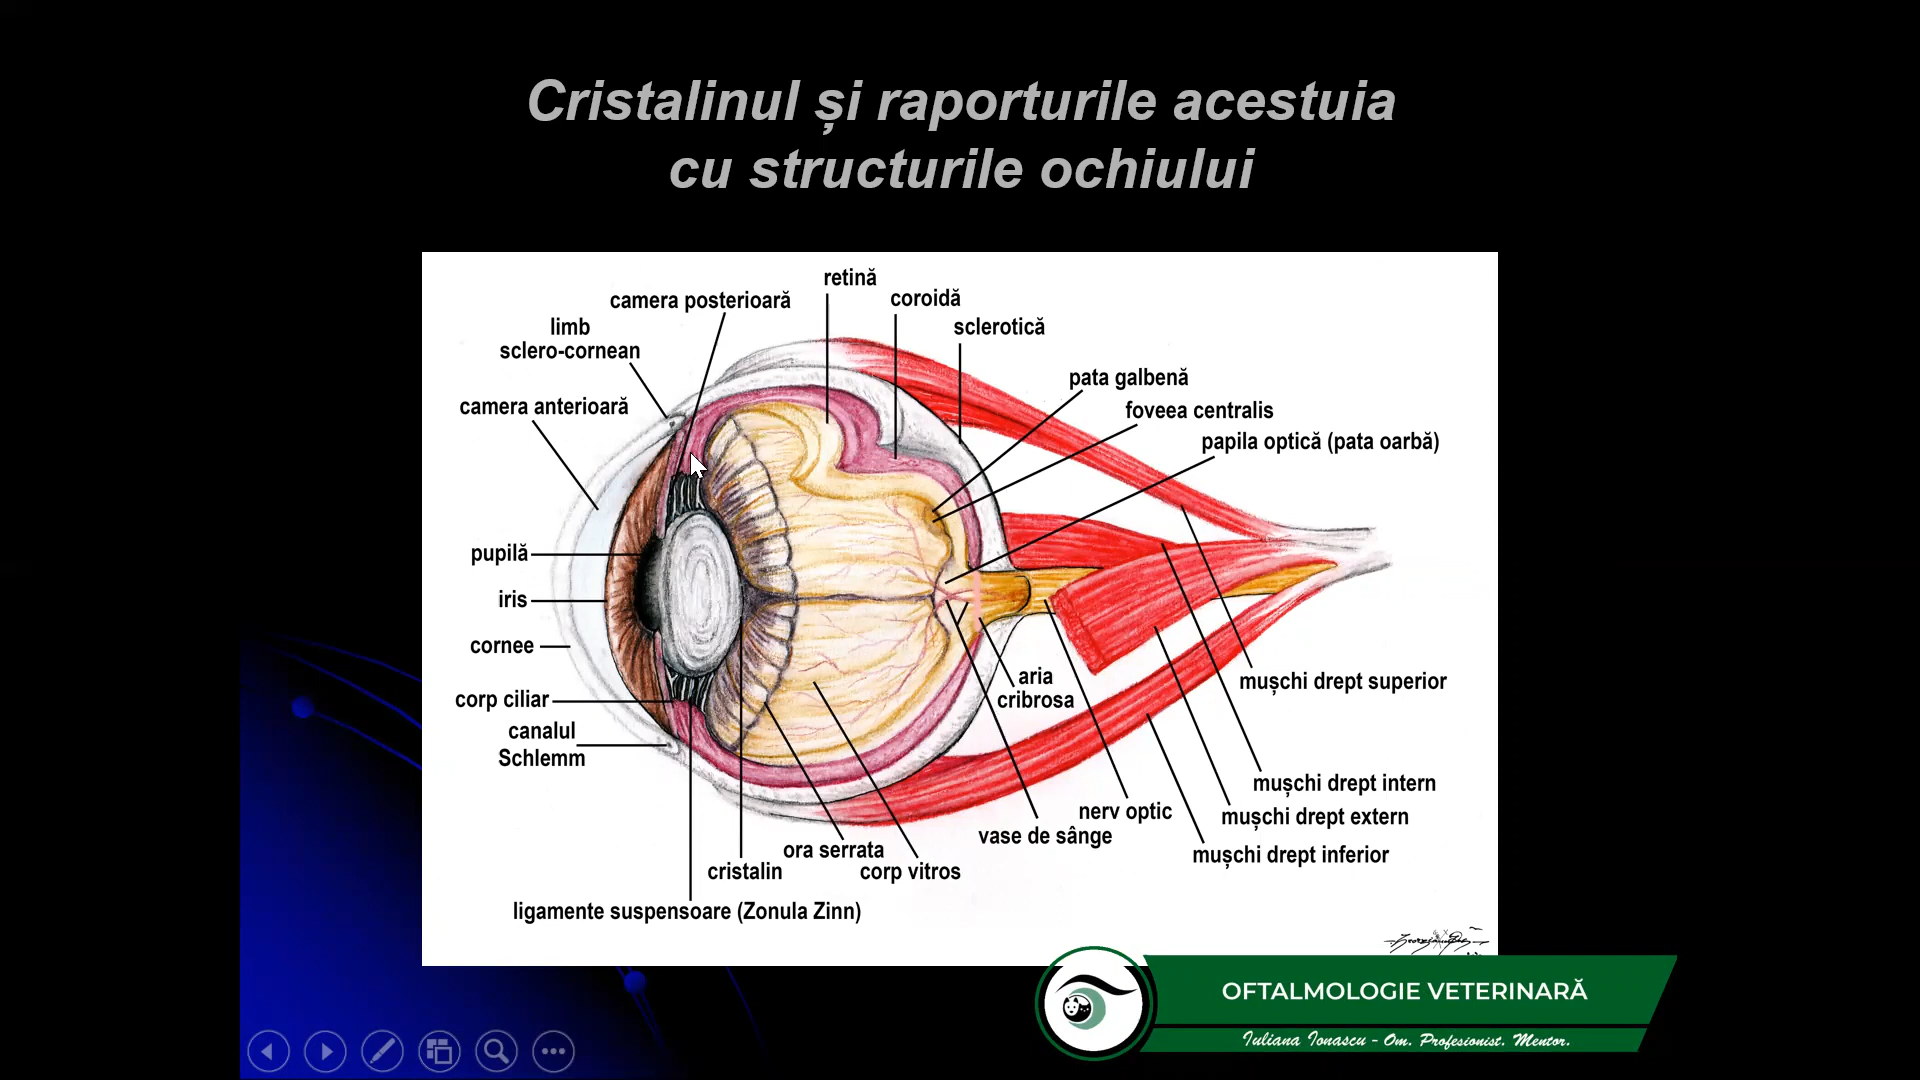 Cristalinul și raporturile acestuia
cu structurile ochiului
retină
camera posterioară
coroidă
limb
sclero-cornean
sclerotică
camera anterioară
pata galbenă
foveea centralis
papila optică (pata oarbă)
pupilă
iris
cornee
corp ciliar
canalul
Schlemm
aria
cribrosa
mușchi drept superior
mușchi drept intern
mușchi drept extern
mușchi drept inferior
nerv optic
vase de sânge
ora serrata
cristalin
corp vitros
ligamente suspensoare (Zonula Zinn)
OFTALMOLOGIE VETERINARĂ
Iuliana Ionascu - Om. Profesionist. Mentor.